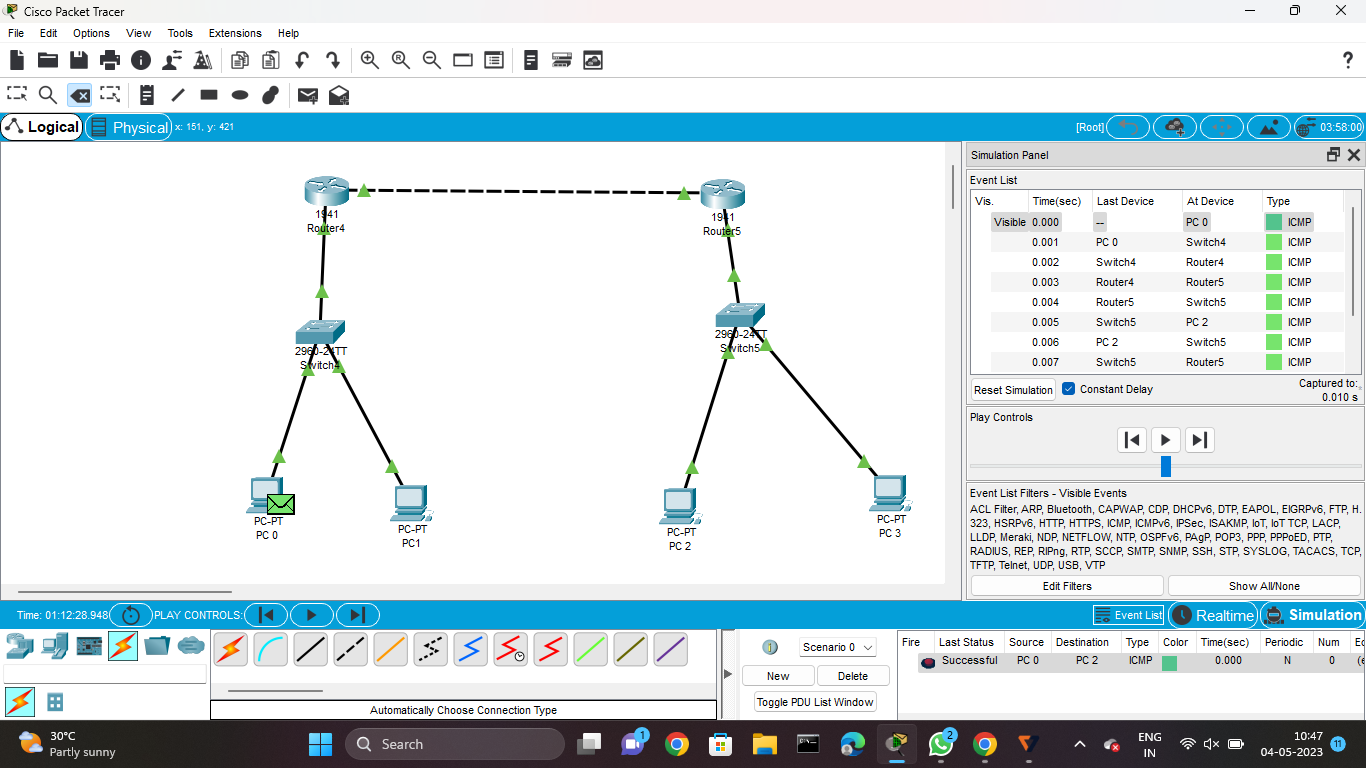 Cisco Packet Tracer
File Edit Options View Tools Extensions Help
?
Logical Physical x: 151, y: 421 [Root] 03:58:00
1941
Router4
1941
Router5
2960-24TT
Switch4
2960-24TT
Switch5
PC-PT
PC 0
PC-PT
PC1
PC-PT
PC 2
PC-PT
PC 3
Simulation Panel
Event List
Vis. Time(sec) Last Device At Device Type
Visible 0.000 -- PC 0 ICMP
0.001 PC 0 Switch4 ICMP
0.002 Switch4 Router4 ICMP
0.003 Router4 Router5 ICMP
0.004 Router5 Switch5 ICMP
0.005 Switch5 PC 2 ICMP
0.006 PC 2 Switch5 ICMP
0.007 Switch5 Router5 ICMP
Reset Simulation Constant Delay Captured to:
0.010 s
Play Controls
Event List Filters - Visible Events
ACL Filter, ARP, Bluetooth, CAPWAP, CDP, DHCPv6, DTP, EAPOL, EIGRPv6, FTP, H.
323, HSRPv6, HTTP, HTTPS, ICMP, ICMPv6, IPSec, ISAKMP, IoT, IoT TCP, LACP,
LLDP, Meraki, NDP, NETFLOW, NTP, OSPFv6, PAgP, POP3, PPP, PPPoED, PTP,
RADIUS, REP, RIPng, RTP, SCCP, SMTP, SNMP, SSH, STP, SYSLOG, TACACS, TCP,
TFTP, Telnet, UDP, USB, VTP
Edit Filters Show All/None
Time: 01:12:28.948 PLAY CONTROLS: Event List Realtime Simulation
Automatically Choose Connection Type
Scenario 0
New Delete
Toggle PDU List Window
Fire Last Status Source Destination Type Color Time(sec) Periodic Num Ec
Successful PC 0 PC 2 ICMP 0.000 N 0 (e
30°C
Partly sunny
Search
1
2
ENG
IN
10:47
04-05-2023
11